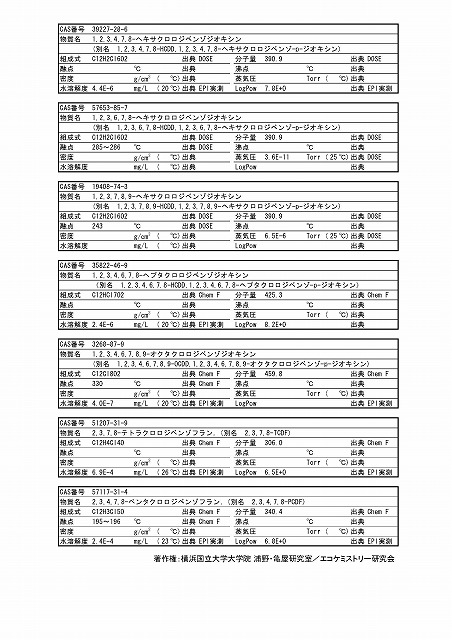 CAS番号 39227-28-6
物質名 1,2,3,4,7,8-ヘキサクロロジベンゾジオキシン
(別名 1,2,3,4,7,8-HCDD,1,2,3,4,7,8-ヘキサクロロジベンゾ-p-ジオキシン)
組成式 C12H2Cl6O2 出典 DOSE 分子量 390.9 出典 DOSE
融点 ℃ 出典 沸点 ℃ 出典
密度 g/cm³ ( ℃) 出典 蒸気圧 Torr ( ℃) 出典
水溶解度 4.4E-6 mg/L (20℃) 出典 EPI実測 LogPow 7.8E+0 出典 EPI実測
CAS番号 57653-85-7
物質名 1,2,3,6,7,8-ヘキサクロロジベンゾジオキシン
(別名 1,2,3,6,7,8-HCDD,1,2,3,6,7,8-ヘキサクロロジベンゾ-p-ジオキシン)
組成式 C12H2Cl6O2 出典 DOSE 分子量 390.9 出典 DOSE
融点 285～286 ℃ 出典 DOSE 沸点 ℃ 出典
密度 g/cm³ ( ℃) 出典 蒸気圧 3.6E-11 Torr (25℃) 出典 DOSE
水溶解度 mg/L ( ℃) 出典 LogPow 出典
CAS番号 19408-74-3
物質名 1,2,3,7,8,9-ヘキサクロロジベンゾジオキシン
(別名 1,2,3,7,8,9-HCDD,1,2,3,7,8,9-ヘキサクロロジベンゾ-p-ジオキシン)
組成式 C12H2Cl6O2 出典 DOSE 分子量 390.9 出典 DOSE
融点 243 ℃ 出典 DOSE 沸点 ℃ 出典
密度 g/cm³ ( ℃) 出典 蒸気圧 6.5E-6 Torr (25℃) 出典 DOSE
水溶解度 mg/L ( ℃) 出典 LogPow 出典
CAS番号 35822-46-9
物質名 1,2,3,4,6,7,8-ヘプタクロロジベンゾジオキシン
(別名 1,2,3,4,6,7,8-HCDD,1,2,3,4,6,7,8-ヘプタクロロジベンゾ-p-ジオキシン)
組成式 C12HCl7O2 出典 Chem F 分子量 425.3 出典 Chem F
融点 ℃ 出典 沸点 ℃ 出典
密度 g/cm³ ( ℃) 出典 蒸気圧 Torr ( ℃) 出典
水溶解度 2.4E-6 mg/L (20℃) 出典 EPI実測 LogPow 8.2E+0 出典
CAS番号 3268-87-9
物質名 1,2,3,4,6,7,8,9-オクタクロロジベンゾジオキシン
(別名 1,2,3,4,6,7,8,9-OCDD,1,2,3,4,6,7,8,9-オクタクロロジベンゾ-p-ジオキシン)
組成式 C12Cl8O2 出典 Chem F 分子量 459.8 出典 Chem F
融点 330 ℃ 出典 Chem F 沸点 ℃ 出典
密度 g/cm³ ( ℃) 出典 蒸気圧 Torr ( ℃) 出典
水溶解度 4.0E-7 mg/L (20℃) 出典 EPI実測 LogPow 出典 EPI実測
CAS番号 51207-31-9
物質名 2,3,7,8-テトラクロロジベンゾフラン, (別名 2,3,7,8-TCDF)
組成式 C12H4Cl4O 出典 Chem F 分子量 306.0 出典 Chem F
融点 ℃ 出典 沸点 ℃ 出典
密度 g/cm³ ( ℃) 出典 蒸気圧 Torr ( ℃) 出典
水溶解度 6.9E-4 mg/L (26℃) 出典 EPI実測 LogPow 6.5E+0 出典 EPI実測
CAS番号 57117-31-4
物質名 2,3,4,7,8-ペンタクロロジベンゾフラン, (別名 2,3,4,7,8-PCDF)
組成式 C12H3Cl5O 出典 Chem F 分子量 340.4 出典 Chem F
融点 195～196 ℃ 出典 Chem F 沸点 ℃ 出典
密度 g/cm³ ( ℃) 出典 蒸気圧 Torr ( ℃) 出典
水溶解度 2.4E-4 mg/L (23℃) 出典 EPI実測 LogPow 6.8E+0 出典 EPI実測
著作権：横浜国立大学大学院 浦野・亀屋研究室／エコケミストリー研究会